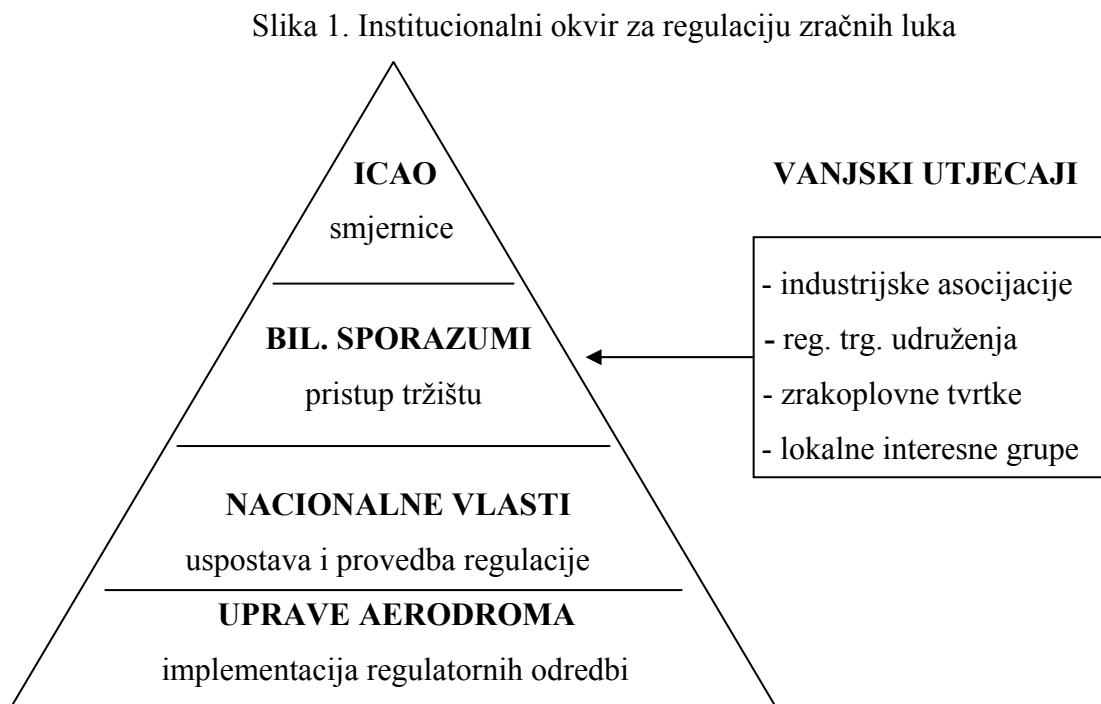 Slika 1. Institucionalni okvir za regulaciju zračnih luka
ICAO
smjernice
BIL. SPORAZUMI
pristup tržištu
NACIONALNE VLASTI
uspostava i provedba regulacije
UPRAVE AERODROMA
implementacija regulatornih odredbi
VANJSKI UTJECAJI
- industrijske asocijacije
- reg. trg. udruženja
- zrakoplovne tvrtke
- lokalne interesne grupe